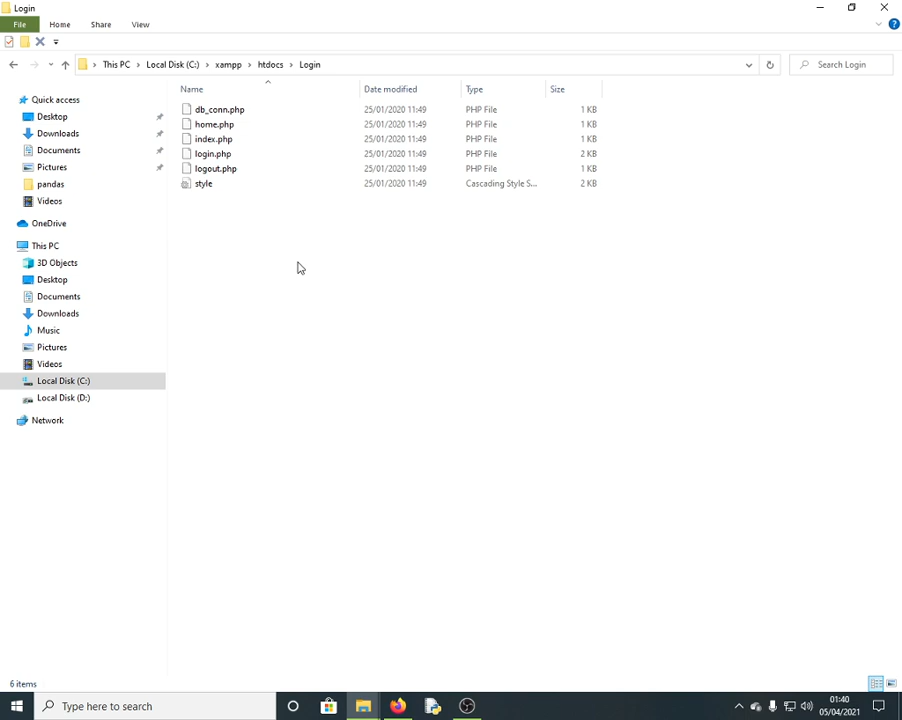 Login
File Home Share View
This PC Local Disk (C:) xampp htdocs Login
Search Login
Name Date modified Type Size
db_conn.php 25/01/2020 11:49 PHP File 1 KB
home.php 25/01/2020 11:49 PHP File 1 KB
index.php 25/01/2020 11:49 PHP File 1 KB
login.php 25/01/2020 11:49 PHP File 2 KB
logout.php 25/01/2020 11:49 PHP File 1 KB
style 25/01/2020 11:49 Cascading Style S... 2 KB
Quick access
Desktop
Downloads
Documents
Pictures
pandas
Videos
OneDrive
This PC
3D Objects
Desktop
Documents
Downloads
Music
Pictures
Videos
Local Disk (C:)
Local Disk (D:)
Network
6 items
Type here to search
01:40
05/04/2021